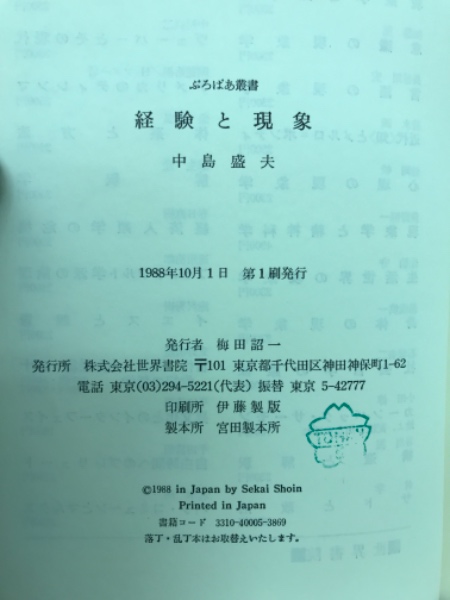 ぷろぱあ叢書
経験と現象
中島盛夫
1988年10月1日 第1刷発行
発行者 梅田詔一
発行所 株式会社世界書院 〒101 東京都千代田区神田神保町1-62
電話 東京(03)294-5221(代表) 振替 東京 5-42777
印刷所 伊藤製版
製本所 宮田製本所
©1988 in Japan by Sekai Shoin
Printed in Japan
書籍コード 3310-40005-3869
落丁・乱丁本はお取替えいたします。